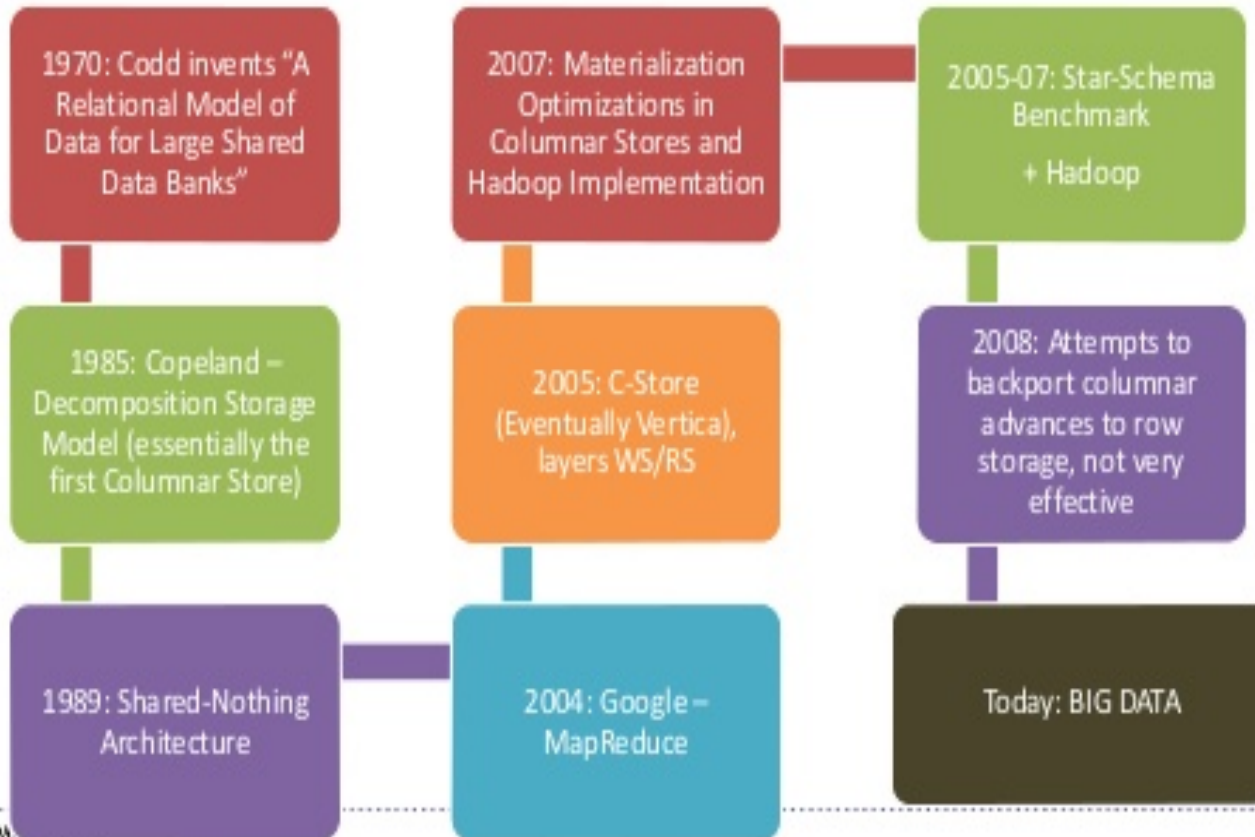 1970: Codd invents “A
Relational Model of
Data for Large Shared
Data Banks”
1985: Copeland –
Decomposition Storage
Model (essentially the
first Columnar Store)
1989: Shared-Nothing
Architecture
2004: Google –
MapReduce
2005: C-Store
(Eventually Vertica),
layers WS/RS
2007: Materialization
Optimizations in
Columnar Stores and
Hadoop Implementation
2005-07: Star-Schema
Benchmark
+ Hadoop
2008: Attempts to
backport columnar
advances to row
storage, not very
effective
Today: BIG DATA